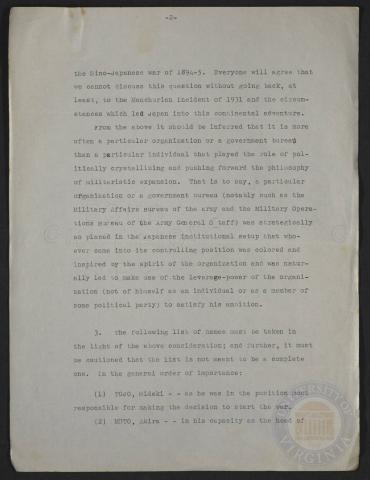 -2-
the Sino-Japanese war of 1894-5. Everyone will agree that
we cannot discuss this question without going back, at
least, to the Manchurian incident of 1931 and the circum-
stances which led Japan into this continental adventure.
From the above it should be inferred that it is more
often a particular organization or a government bureau
than a particular individual that played the role of pol-
itically crystallizing and pushing forward the philosophy
of militaristic expansion. That is to say, a particular
organization or a government bureau (notably such as the
Military Affairs Bureau of the Army and the Military Opera-
tions Bureau of the Army General S taff) was strategically
so placed in the Japanese institutional setup that who-
ever came into its controlling position was colored and
inspired by the spirit of the organization and was natur-
ally led to make use of the leverage-power of the organi-
zation (not of himself as an individual or as a member of
some political party) to satisfy his ambition.
3. The following list of names must be taken in
the light of the above consideration; and further, it must
be cautioned that the list is not meant to be a complete
one. In the general order of importance:
(1) TOJO, Hideki - - as he was in the position most
responsible for making the decision to start the war.
(2) MUTO, Akira - - in his capacity as the head of
UNIVERSITY OF
VIRGINIA